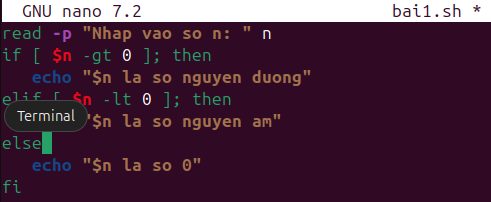 GNU nano 7.2 bai1.sh *
read -p "Nhap vao so n: " n
if [ $n -gt 0 ]; then
echo "$n la so nguyen duong"
elif [ $n -lt 0 ]; then
Terminal "$n la so nguyen am"
else
echo "$n la so 0"
fi